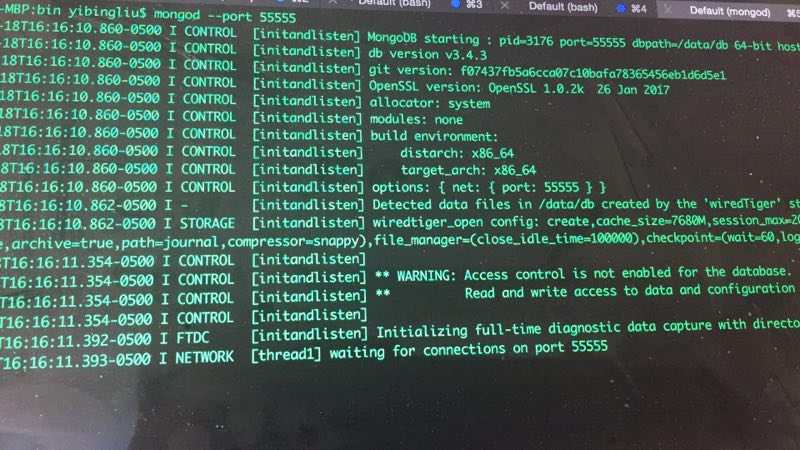 Default (bash) ⌘3 Default (bash) ⌘4 Default (mongod)
-MBP:bin yibingliu$ mongod --port 55555
-18T16:16:10.860-0500 I CONTROL [initandlisten] MongoDB starting : pid=3176 port=55555 dbpath=/data/db 64-bit host
-18T16:16:10.860-0500 I CONTROL [initandlisten] db version v3.4.3
-18T16:16:10.860-0500 I CONTROL [initandlisten] git version: f07437fb5a6cca07c10bafa78365456eb1d6d5e1
-18T16:16:10.860-0500 I CONTROL [initandlisten] OpenSSL version: OpenSSL 1.0.2k 26 Jan 2017
18T16:16:10.860-0500 I CONTROL [initandlisten] allocator: system
18T16:16:10.860-0500 I CONTROL [initandlisten] modules: none
18T16:16:10.860-0500 I CONTROL [initandlisten] build environment:
18T16:16:10.860-0500 I CONTROL [initandlisten] distarch: x86_64
18T16:16:10.860-0500 I CONTROL [initandlisten] target_arch: x86_64
18T16:16:10.860-0500 I CONTROL [initandlisten] options: { net: { port: 55555 } }
8T16:16:10.862-0500 I - [initandlisten] Detected data files in /data/db created by the 'wiredTiger' st
8T16:16:10.862-0500 I STORAGE [initandlisten] wiredtiger_open config: create,cache_size=7680M,session_max=20
e,archive=true,path=journal,compressor=snappy),file_manager=(close_idle_time=100000),checkpoint=(wait=60,log
8T16:16:11.354-0500 I CONTROL [initandlisten]
8T16:16:11.354-0500 I CONTROL [initandlisten] ** WARNING: Access control is not enabled for the database.
T16:16:11.354-0500 I CONTROL [initandlisten] ** Read and write access to data and configuration
T16:16:11.354-0500 I CONTROL [initandlisten]
T16:16:11.392-0500 I FTDC [initandlisten] Initializing full-time diagnostic data capture with directo
T16:16:11.393-0500 I NETWORK [thread1] waiting for connections on port 55555